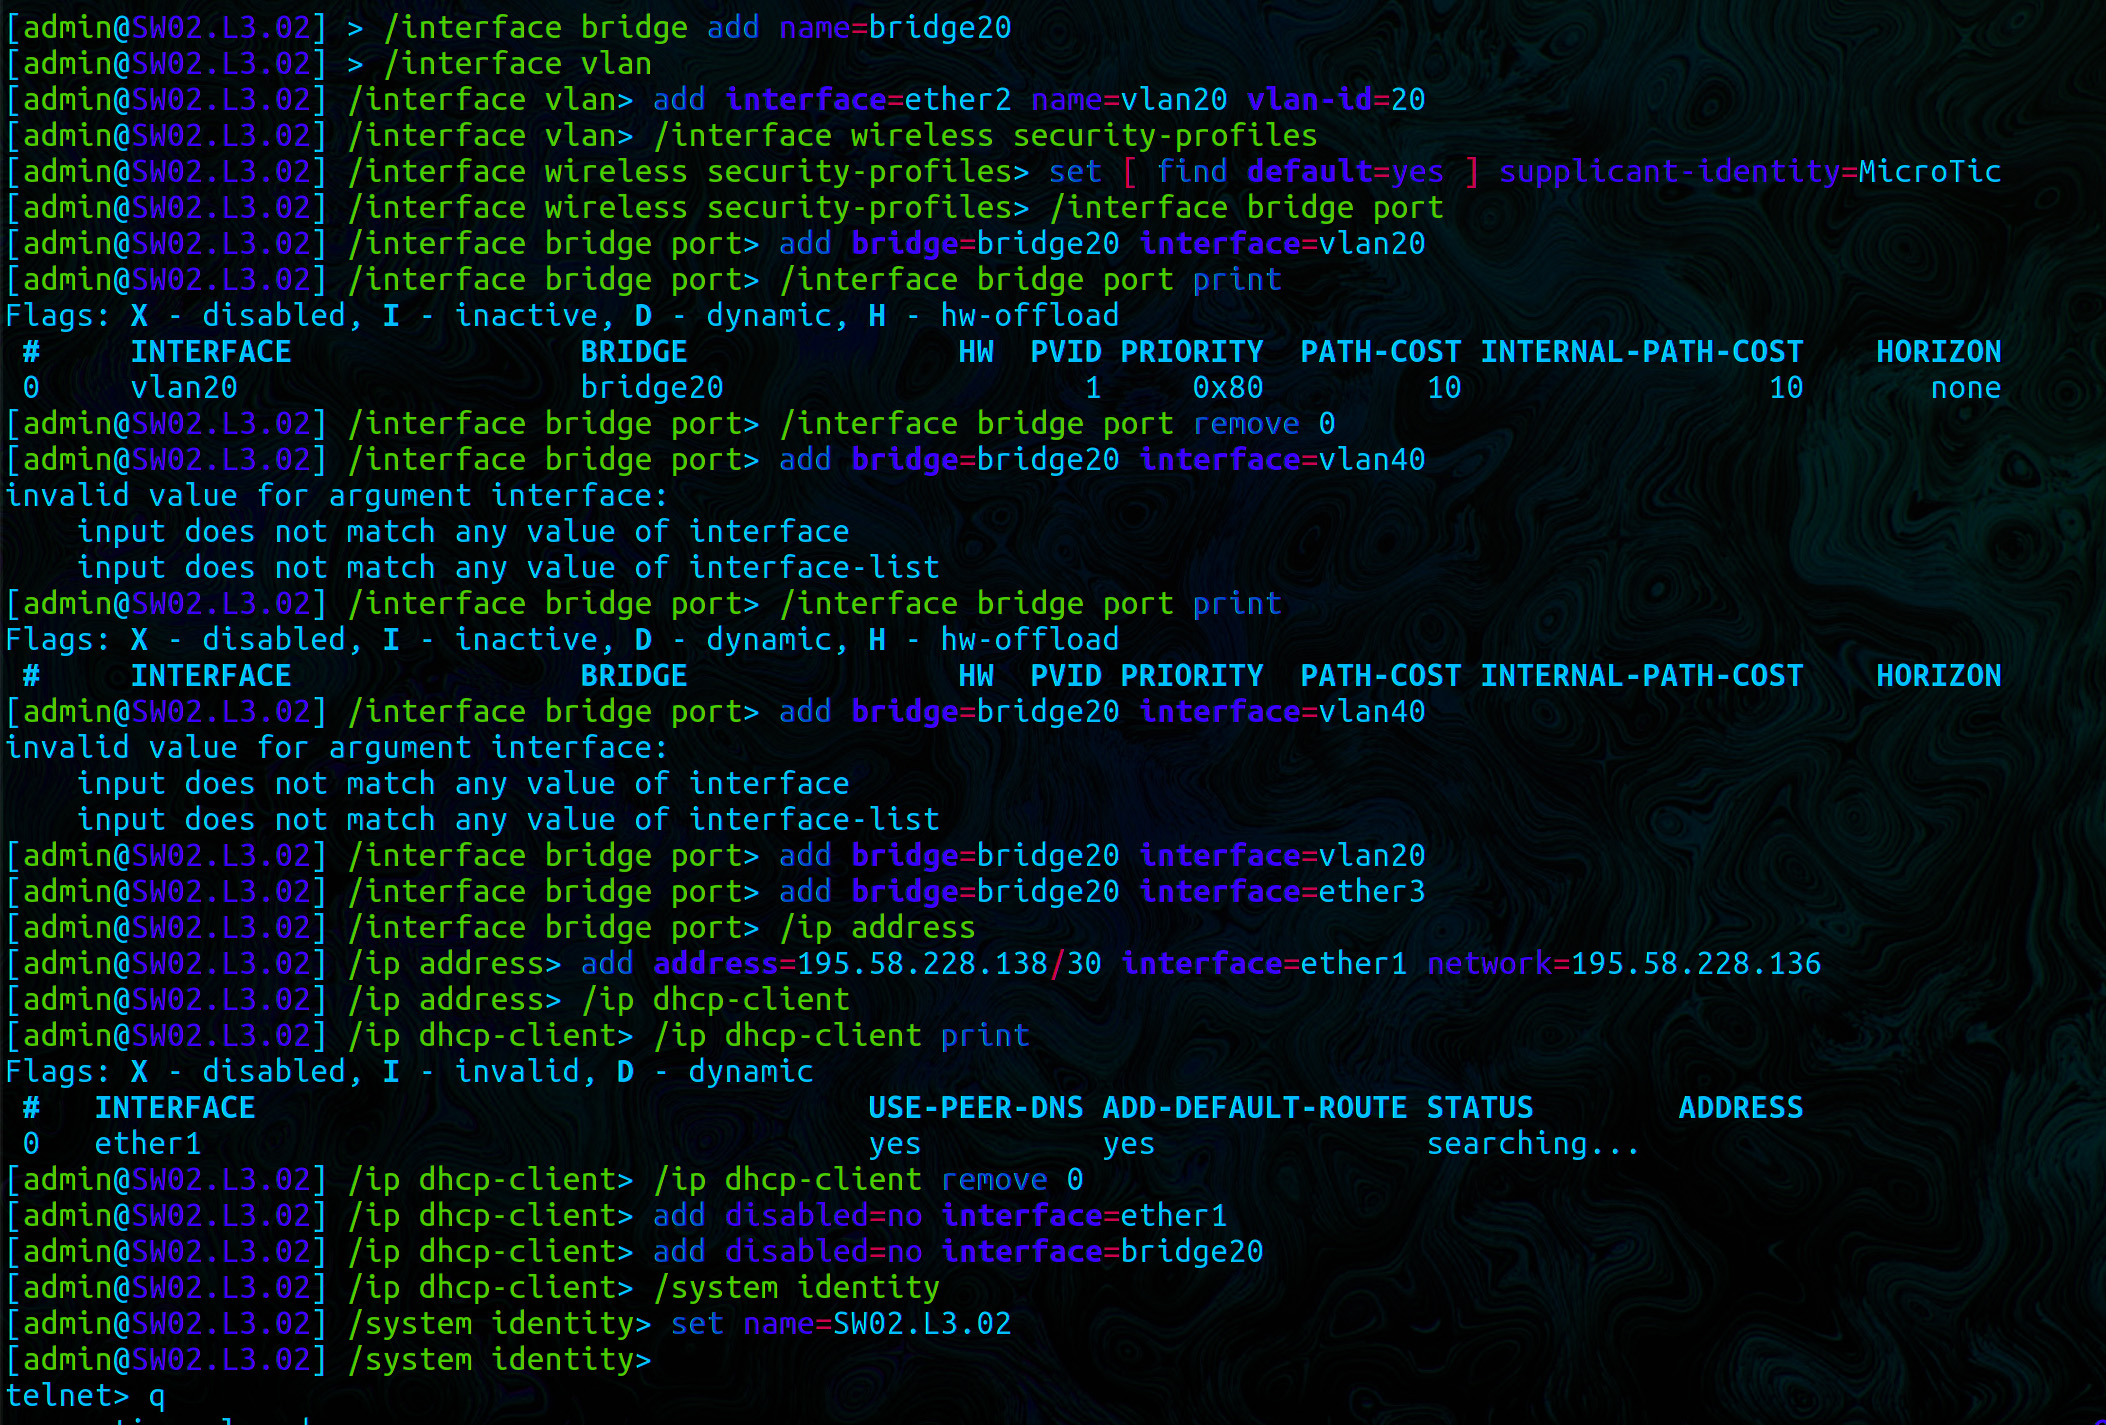 [admin@SW02.L3.02] > /interface bridge add name=bridge20
[admin@SW02.L3.02] > /interface vlan
[admin@SW02.L3.02] /interface vlan> add interface=ether2 name=vlan20 vlan-id=20
[admin@SW02.L3.02] /interface vlan> /interface wireless security-profiles
[admin@SW02.L3.02] /interface wireless security-profiles> set [ find default=yes ] supplicant-identity=MicroTic
[admin@SW02.L3.02] /interface wireless security-profiles> /interface bridge port
[admin@SW02.L3.02] /interface bridge port> add bridge=bridge20 interface=vlan20
[admin@SW02.L3.02] /interface bridge port> /interface bridge port print
Flags: X - disabled, I - inactive, D - dynamic, H - hw-offload
# INTERFACE BRIDGE HW PVID PRIORITY PATH-COST INTERNAL-PATH-COST HORIZON
0 vlan20 bridge20 1 0x80 10 10 none
[admin@SW02.L3.02] /interface bridge port> /interface bridge port remove 0
[admin@SW02.L3.02] /interface bridge port> add bridge=bridge20 interface=vlan40
invalid value for argument interface:
input does not match any value of interface
input does not match any value of interface-list
[admin@SW02.L3.02] /interface bridge port> /interface bridge port print
Flags: X - disabled, I - inactive, D - dynamic, H - hw-offload
# INTERFACE BRIDGE HW PVID PRIORITY PATH-COST INTERNAL-PATH-COST HORIZON
[admin@SW02.L3.02] /interface bridge port> add bridge=bridge20 interface=vlan40
invalid value for argument interface:
input does not match any value of interface
input does not match any value of interface-list
[admin@SW02.L3.02] /interface bridge port> add bridge=bridge20 interface=vlan20
[admin@SW02.L3.02] /interface bridge port> add bridge=bridge20 interface=ether3
[admin@SW02.L3.02] /interface bridge port> /ip address
[admin@SW02.L3.02] /ip address> add address=195.58.228.138/30 interface=ether1 network=195.58.228.136
[admin@SW02.L3.02] /ip address> /ip dhcp-client
[admin@SW02.L3.02] /ip dhcp-client> /ip dhcp-client print
Flags: X - disabled, I - invalid, D - dynamic
# INTERFACE USE-PEER-DNS ADD-DEFAULT-ROUTE STATUS ADDRESS
0 ether1 yes yes searching...
[admin@SW02.L3.02] /ip dhcp-client> /ip dhcp-client remove 0
[admin@SW02.L3.02] /ip dhcp-client> add disabled=no interface=ether1
[admin@SW02.L3.02] /ip dhcp-client> add disabled=no interface=bridge20
[admin@SW02.L3.02] /ip dhcp-client> /system identity
[admin@SW02.L3.02] /system identity> set name=SW02.L3.02
[admin@SW02.L3.02] /system identity>
telnet> q